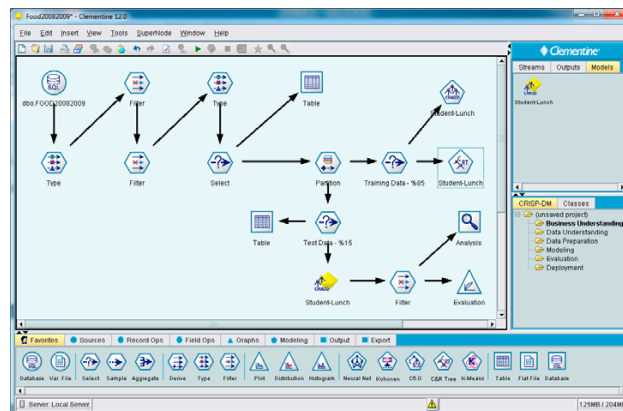 Food20082009* - Clementine 12.0
File Edit Insert View Tools SuperNode Window Help
Clementine
Streams Outputs Models
Student-Lunch
dbo.FOOD20082009 Filter Type Table Student-Lunch
Type Filter Select Partition Training Data - %85 Student-Lunch
Table Test Data - %15 Analysis
Student-Lunch Filter Evaluation
CRISP-DM Classes
(unsaved project)
Business Understanding
Data Understanding
Data Preparation
Modeling
Evaluation
Deployment
Favorites Sources Record Ops Field Ops Graphs Modeling Output Export
Database Var. File Select Sample Aggregate Derive Type Filter Plot Distribution Histogram Neural Net Kohonen C5.0 C&R Tree K-Means Table Flat File Database
Server: Local Server 125MB / 204MB